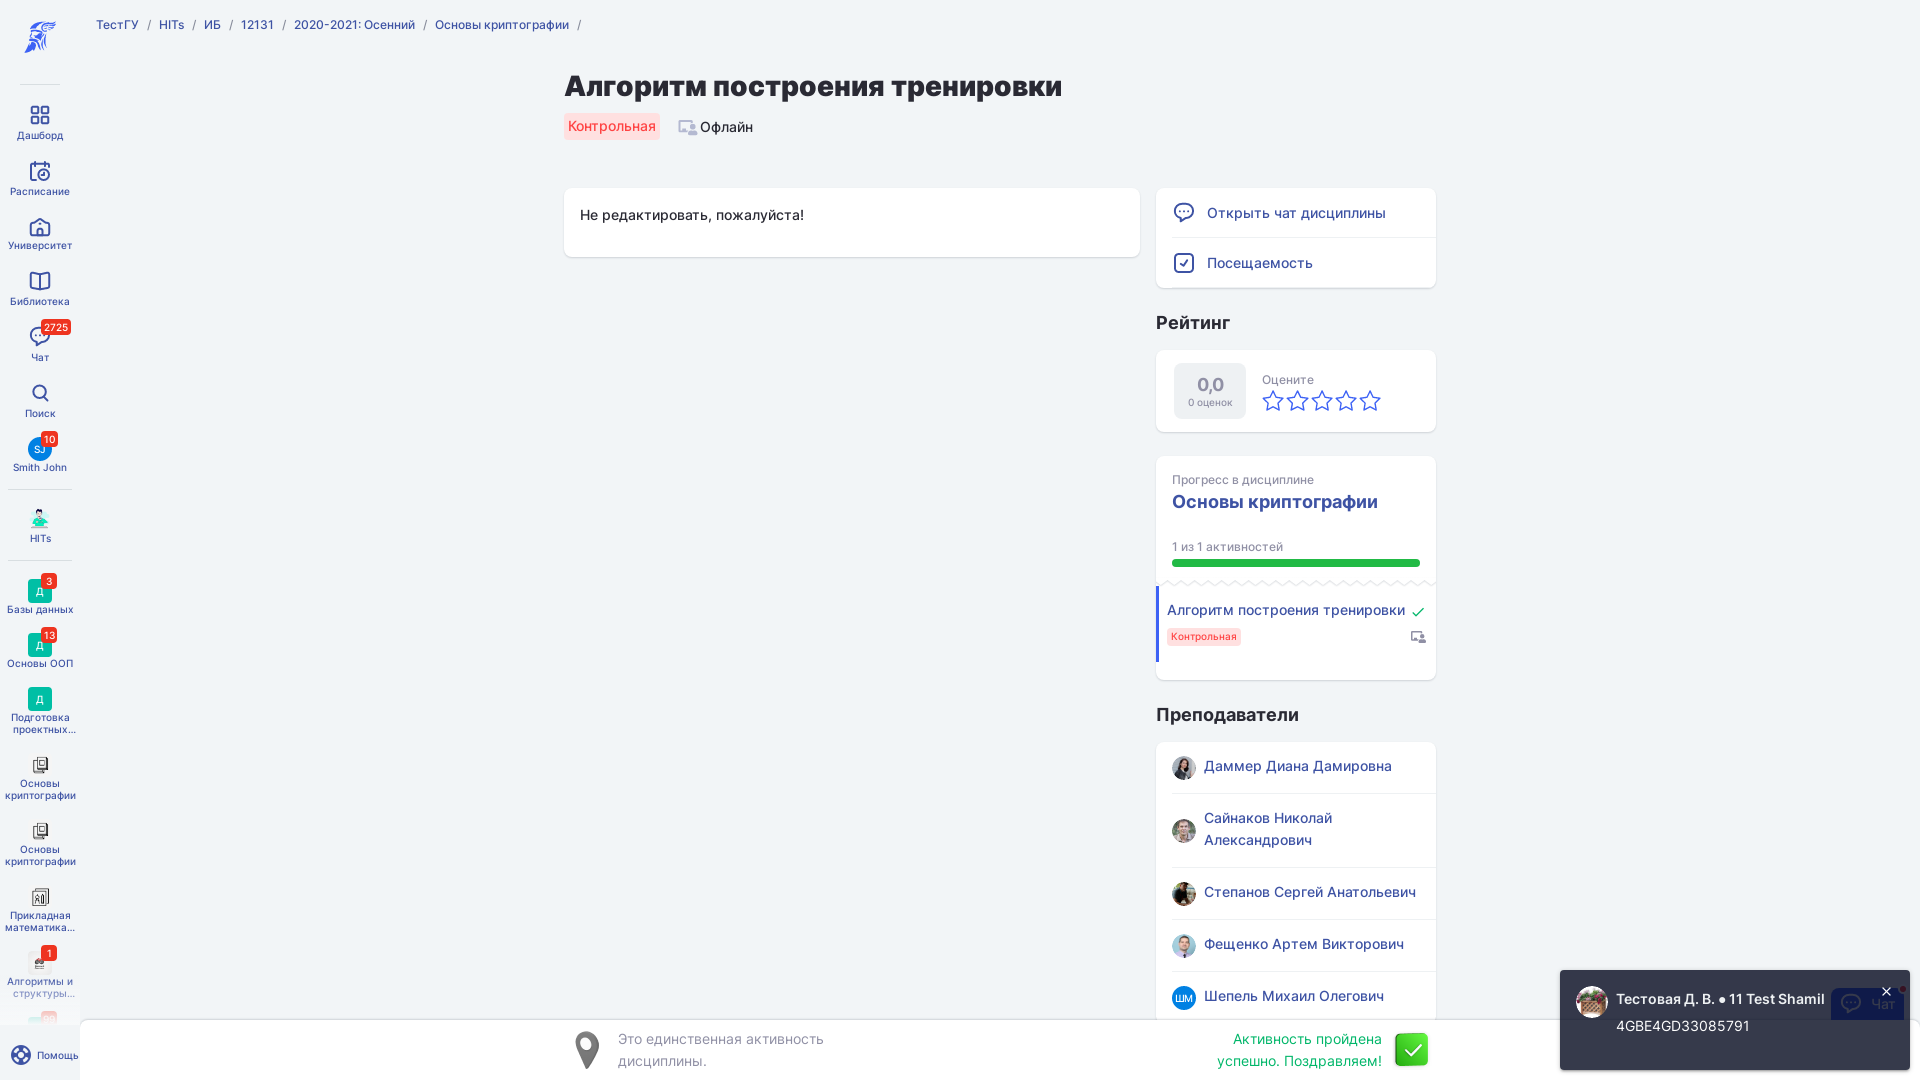 ТестГУ / HITs / ИБ / 12131 / 2020-2021: Осенний / Основы криптографии /
Дашборд
Расписание
Университет
Библиотека
2725
Чат
Поиск
10
SJ
Smith John
HITs
3
Д
Базы данных
13
Д
Основы ООП
Д
Подготовка
проектных...
Основы
криптографии
Основы
криптографии
Прикладная
математика...
1
Алгоритмы и
структуры...
Помощь
Алгоритм построения тренировки
Контрольная
Офлайн
Не редактировать, пожалуйста!
Открыть чат дисциплины
Посещаемость
Рейтинг
0,0
0 оценок
Оцените
Прогресс в дисциплине
Основы криптографии
1 из 1 активностей
Алгоритм построения тренировки
Контрольная
Преподаватели
Даммер Диана Дамировна
Сайнаков Николай
Александрович
Степанов Сергей Анатольевич
Фещенко Артем Викторович
ШМ
Шепель Михаил Олегович
Это единственная активность
дисциплины.
Активность пройдена
успешно. Поздравляем!
Тестовая Д. В. ● 11 Test Shamil
4GBE4GD33085791
Чат